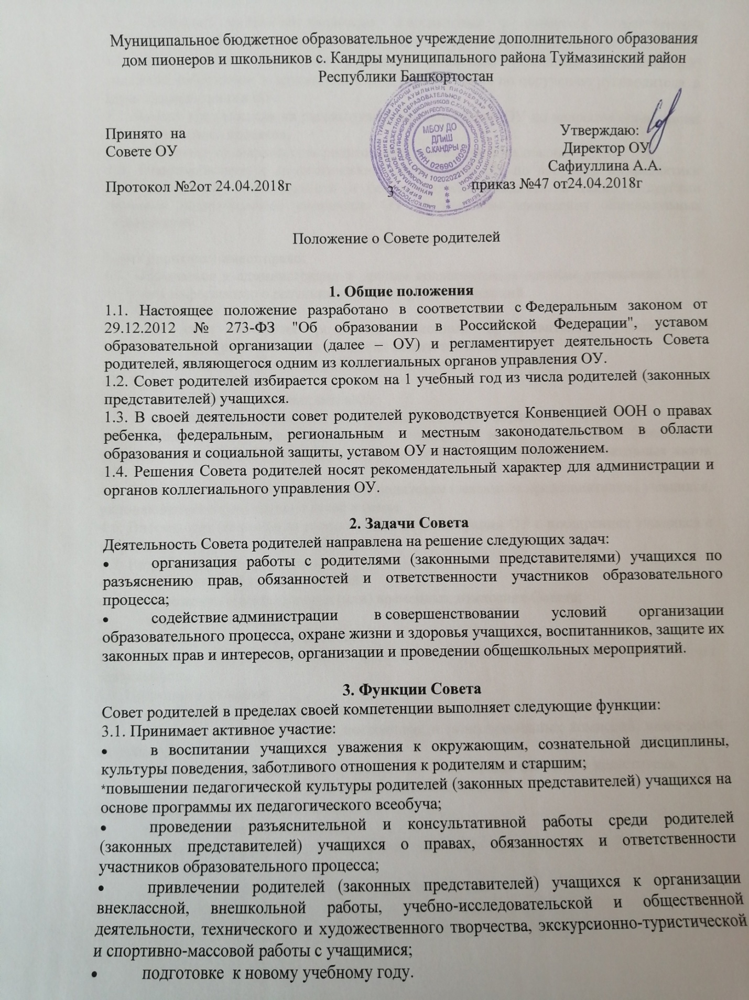 Муниципальное бюджетное образовательное учреждение дополнительного образования
дом пионеров и школьников с. Кандры муниципального района Туймазинский район
Республики Башкортостан
Принято на
Утверждаю:
Совете ОУ
Директор ОУ
Сафиуллина А.А.
Протокол №2от 24.04.2018г
З
приказ №47 от24.04.2018г
МБОУ ДО
ДПиШ
С.КАНДРЫ
ИНН 0269016039
ОГРН 1020202215395
Положение о Совете родителей
1. Общие положения
1.1. Настоящее положение разработано в соответствии с Федеральным законом от
29.12.2012 № 273-ФЗ "Об образовании в Российской Федерации", уставом
образовательной организации (далее – ОУ) и регламентирует деятельность Совета
родителей, являющегося одним из коллегиальных органов управления ОУ.
1.2. Совет родителей избирается сроком на 1 учебный год из числа родителей (законных
представителей) учащихся.
1.3. В своей деятельности совет родителей руководствуется Конвенцией ООН о правах
ребенка, федеральным, региональным и местным законодательством в области
образования и социальной защиты, уставом ОУ и настоящим положением.
1.4. Решения Совета родителей носят рекомендательный характер для администрации и
органов коллегиального управления ОУ.
2. Задачи Совета
Деятельность Совета родителей направлена на решение следующих задач:
• организация работы с родителями (законными представителями) учащихся по
разъяснению прав, обязанностей и ответственности участников образовательного
процесса;
• содействие администрации в совершенствовании условий организации
образовательного процесса, охране жизни и здоровья учащихся, воспитанников, защите их
законных прав и интересов, организации и проведении общешкольных мероприятий.
3. Функции Совета
Совет родителей в пределах своей компетенции выполняет следующие функции:
3.1. Принимает активное участие:
• в воспитании учащихся уважения к окружающим, сознательной дисциплины,
культуры поведения, заботливого отношения к родителям и старшим;
*повышении педагогической культуры родителей (законных представителей) учащихся на
основе программы их педагогического всеобуча;
• проведении разъяснительной и консультативной работы среди родителей
(законных представителей) учащихся о правах, обязанностях и ответственности
участников образовательного процесса;
• привлечении родителей (законных представителей) учащихся к организации
внеклассной, внешкольной работы, учебно-исследовательской и общественной
деятельности, технического и художественного творчества, экскурсионно-туристической
и спортивно-массовой работы с учащимися;
• подготовке к новому учебному году.